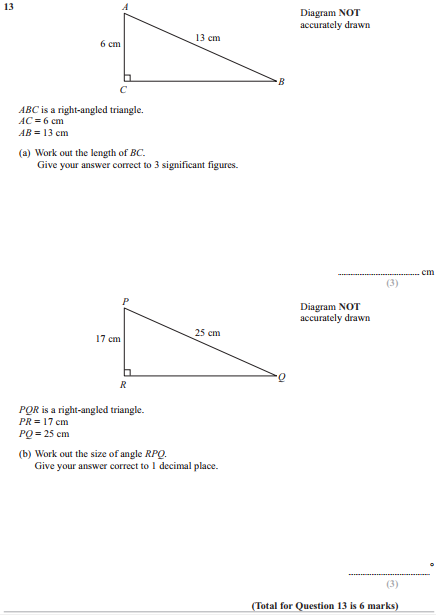 13
A
Diagram NOT
accurately drawn
6 cm
13 cm
B
C
ABC is a right-angled triangle.
AC = 6 cm
AB = 13 cm
(a) Work out the length of BC.
Give your answer correct to 3 significant figures.
.............................. cm
(3)
P
Diagram NOT
accurately drawn
17 cm
25 cm
Q
R
PQR is a right-angled triangle.
PR = 17 cm
PQ = 25 cm
(b) Work out the size of angle RPQ.
Give your answer correct to 1 decimal place.
.............................. °
(3)
(Total for Question 13 is 6 marks)